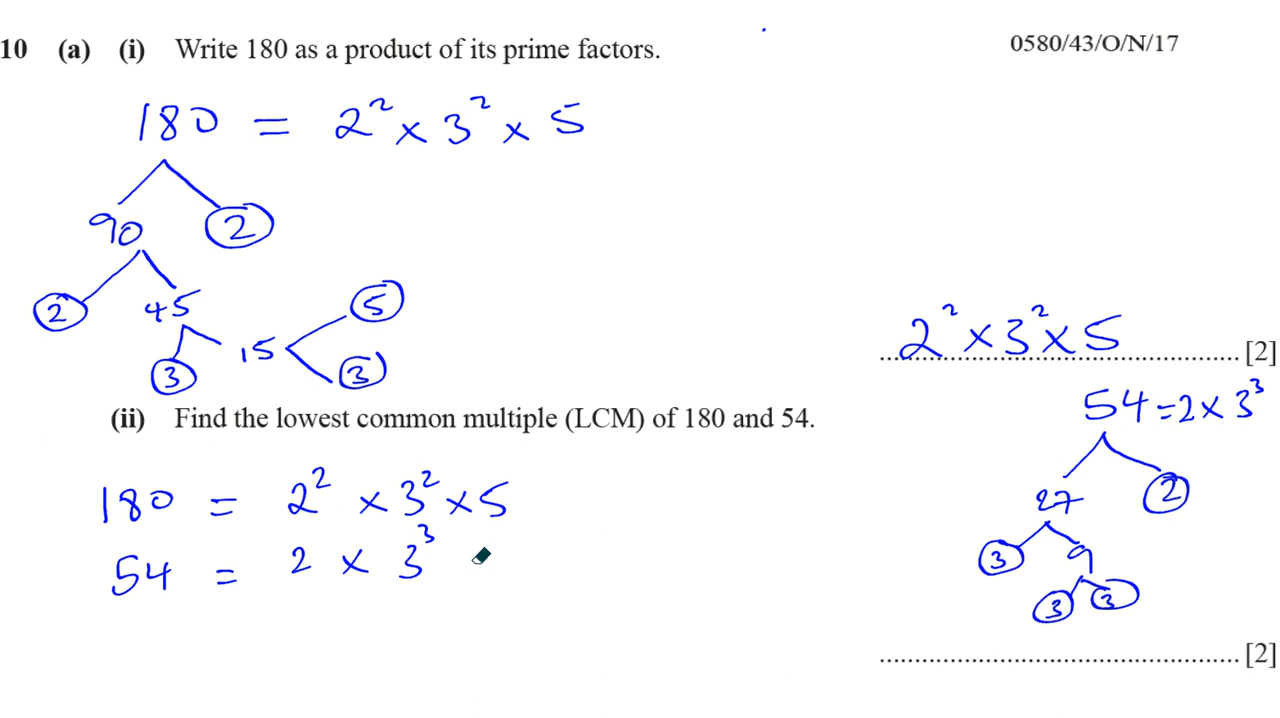 10 (a) (i) Write 180 as a product of its prime factors. 0580/43/O/N/17
180 = 2² × 3² × 5
90 2
2 45
15 5
3 3
2² × 3² × 5 [2]
(ii) Find the lowest common multiple (LCM) of 180 and 54.
54 = 2 × 3³
27 2
3 9
3 3
180 = 2² × 3² × 5
54 = 2 × 3³
[2]